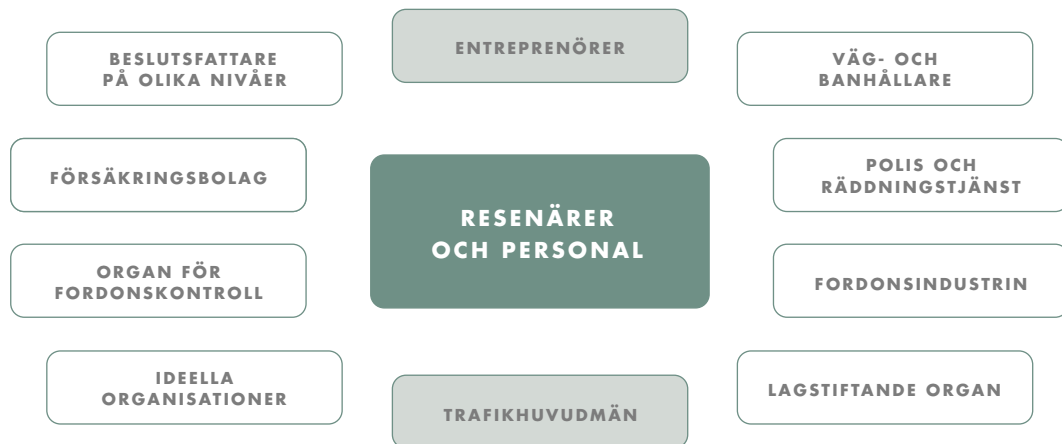 ENTREPRENÖRER
BESLUTSFATTARE
PÅ OLIKA NIVÅER
VÄG- OCH
BANHÅLLARE
FÖRSÄKRINGSBOLAG
POLIS OCH
RÄDDNINGSTJÄNST
RESENÄRER
OCH PERSONAL
ORGAN FÖR
FORDONSKONTROLL
FORDONSINDUSTRIN
IDEELLA
ORGANISATIONER
LAGSTIFTANDE ORGAN
TRAFIKHUVUDMÄN